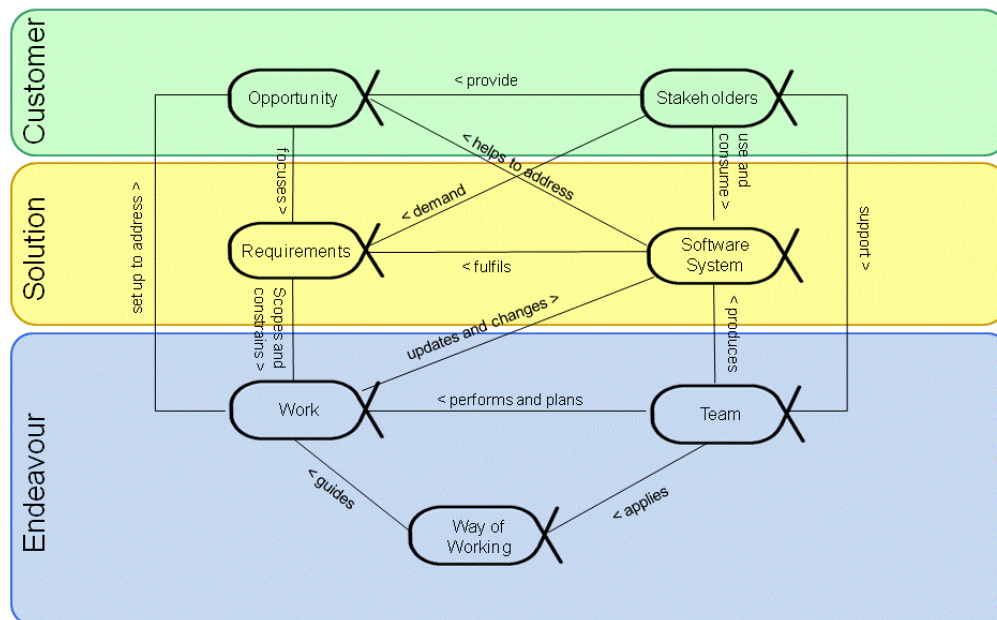 Customer
Opportunity
< provide
Stakeholders
focuses >
< helps to address
< demand
use and
consume >
set up to address >
support >
Solution
Requirements
< fulfils
Software
System
Scopes and
constrains >
updates and changes >
< produces
Endeavour
Work
< performs and plans
Team
< guides
< applies
Way of
Working